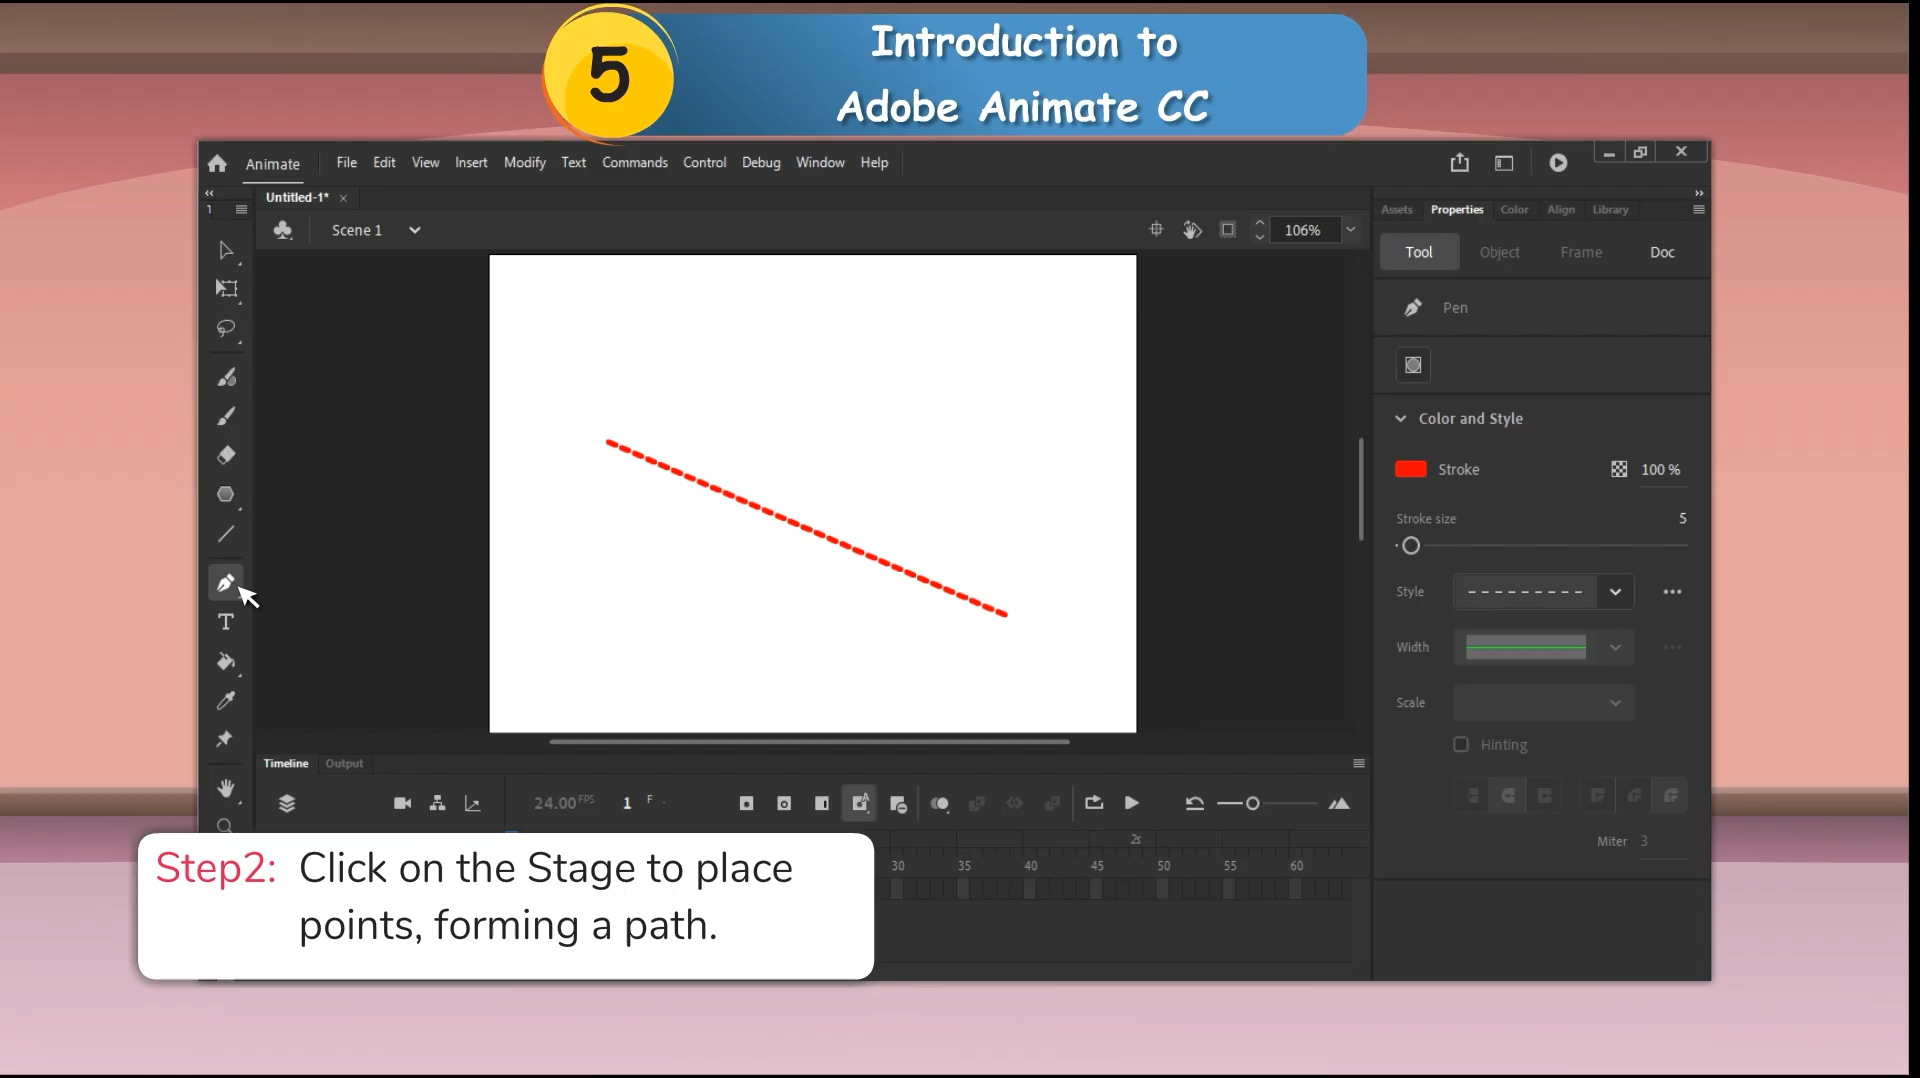 5
Introduction to
Adobe Animate CC
Animate File Edit View Insert Modify Text Commands Control Debug Window Help
Untitled-1*
1
Scene 1
106%
Assets Properties Color Align Library
Tool Object Frame Doc
Pen
Color and Style
Stroke 100 %
Stroke size 5
Style
Width
Scale
Hinting
Miter 3
Timeline Output
24.00 FPS 1 F
2s
30 35 40 45 50 55 60
Step2: Click on the Stage to place
points, forming a path.